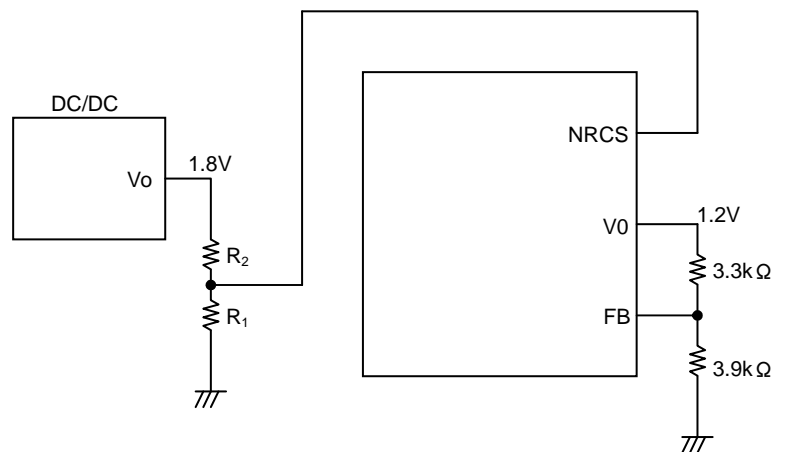 DC/DC
NRCS
1.8V
Vo
V0
1.2V
R₂
3.3kΩ
R₁
FB
3.9kΩ